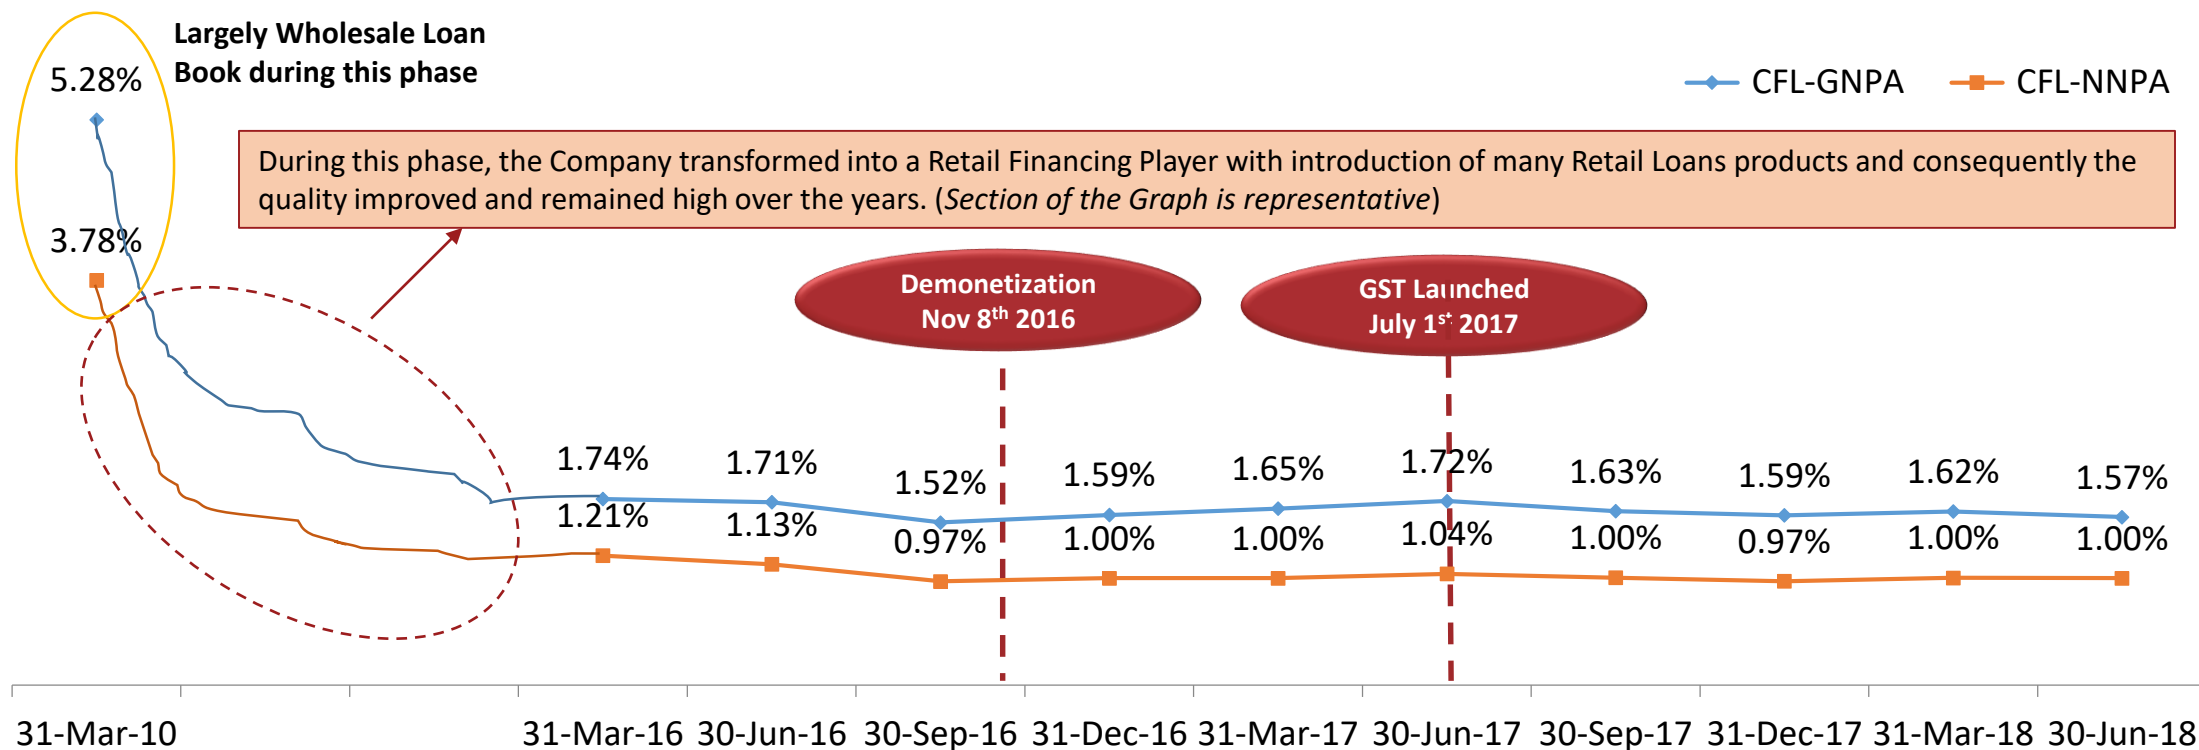 Largely Wholesale Loan
Book during this phase
5.28%
CFL-GNPA CFL-NNPA
During this phase, the Company transformed into a Retail Financing Player with introduction of many Retail Loans products and consequently the
quality improved and remained high over the years. (Section of the Graph is representative)
3.78%
Demonetization
Nov 8th 2016
GST Launched
July 1st 2017
1.74% 1.71% 1.52% 1.59% 1.65% 1.72% 1.63% 1.59% 1.62% 1.57%
1.21% 1.13% 0.97% 1.00% 1.00% 1.04% 1.00% 0.97% 1.00% 1.00%
31-Mar-10 31-Mar-16 30-Jun-16 30-Sep-16 31-Dec-16 31-Mar-17 30-Jun-17 30-Sep-17 31-Dec-17 31-Mar-18 30-Jun-18